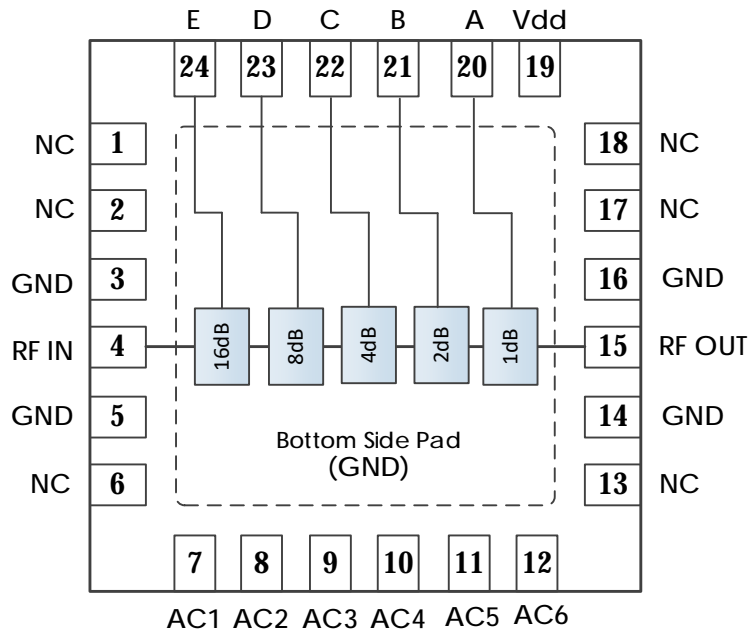 E D C B A Vdd
24 23 22 21 20 19
NC 1 18 NC
NC 2 17 NC
GND 3 16 GND
RF IN 4 16dB 8dB 4dB 2dB 1dB 15 RF OUT
GND 5 14 GND
Bottom Side Pad
(GND)
NC 6 13 NC
7 8 9 10 11 12
AC1 AC2 AC3 AC4 AC5 AC6